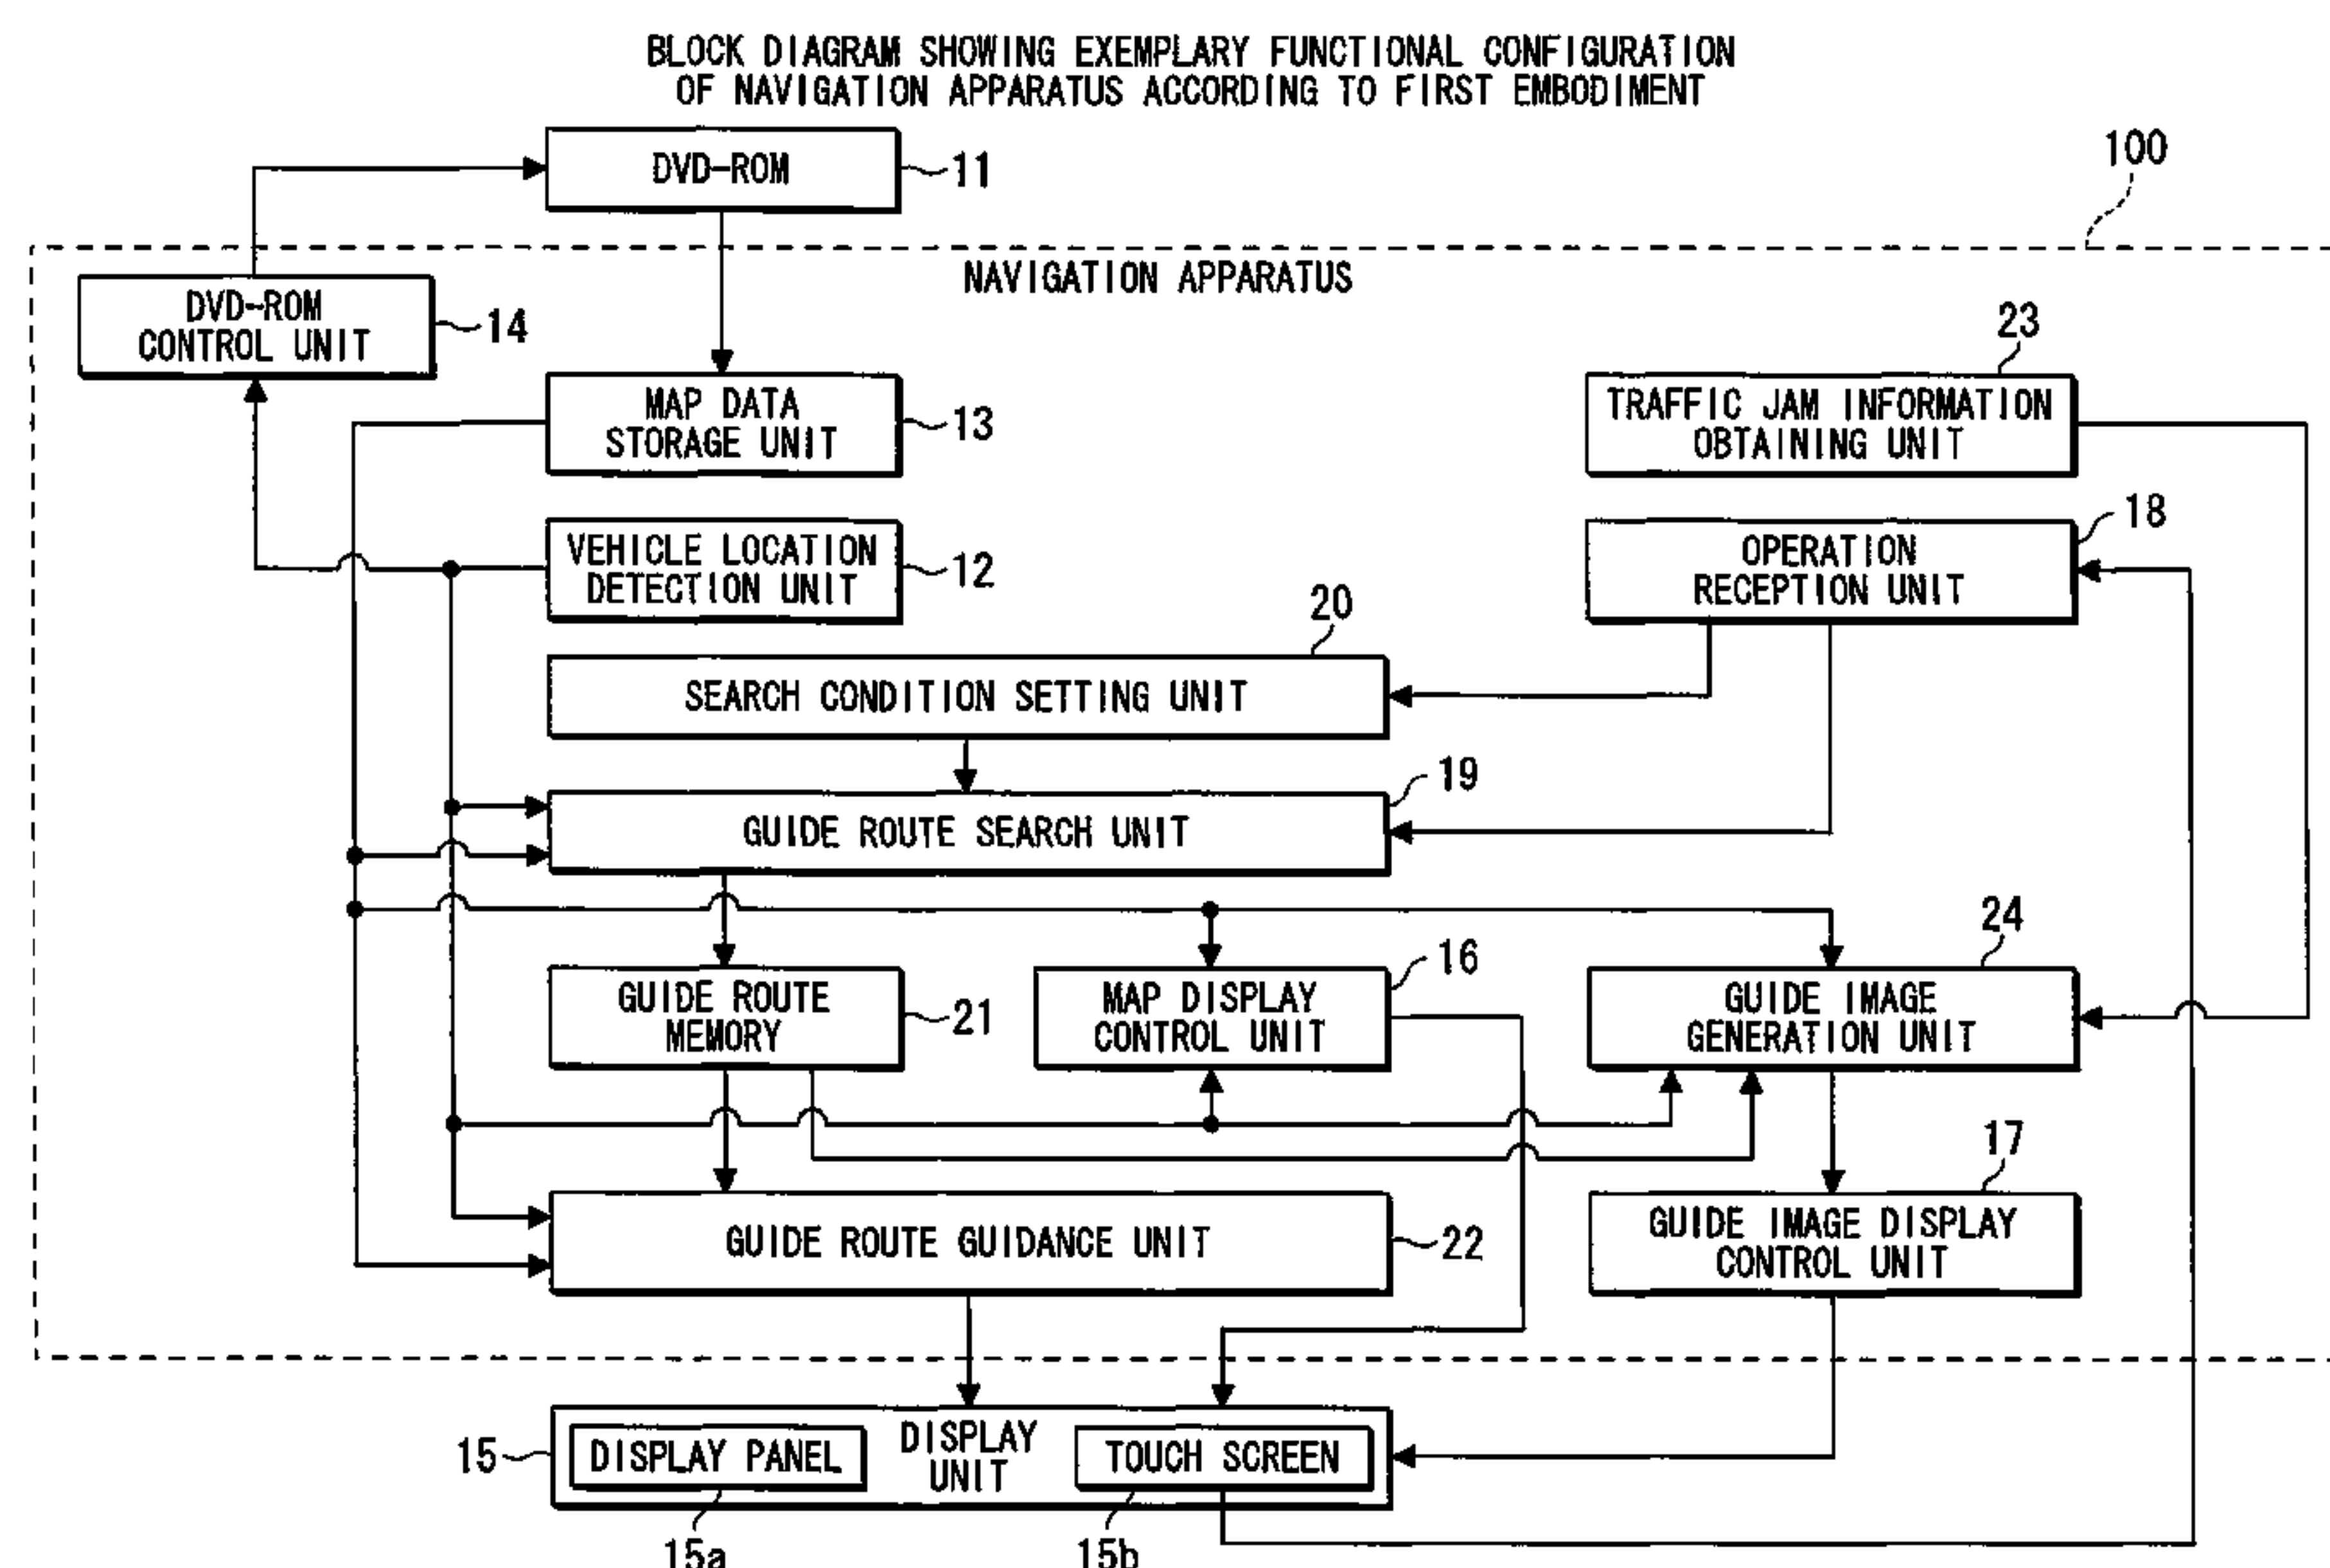 BLOCK DIAGRAM SHOWING EXEMPLARY FUNCTIONAL CONFIGURATION
OF NAVIGATION APPARATUS ACCORDING TO FIRST EMBODIMENT
100
DVD-ROM
11
NAVIGATION APPARATUS
DVD-ROM
CONTROL UNIT
14
23
MAP DATA
STORAGE UNIT
13
TRAFFIC JAM INFORMATION
OBTAINING UNIT
18
VEHICLE LOCATION
DETECTION UNIT
12
OPERATION
RECEPTION UNIT
20
SEARCH CONDITION SETTING UNIT
19
GUIDE ROUTE SEARCH UNIT
24
16
GUIDE ROUTE
MEMORY
21
MAP DISPLAY
CONTROL UNIT
GUIDE IMAGE
GENERATION UNIT
17
GUIDE ROUTE GUIDANCE UNIT
22
GUIDE IMAGE DISPLAY
CONTROL UNIT
15
DISPLAY PANEL
DISPLAY
UNIT
TOUCH SCREEN
15a
15b